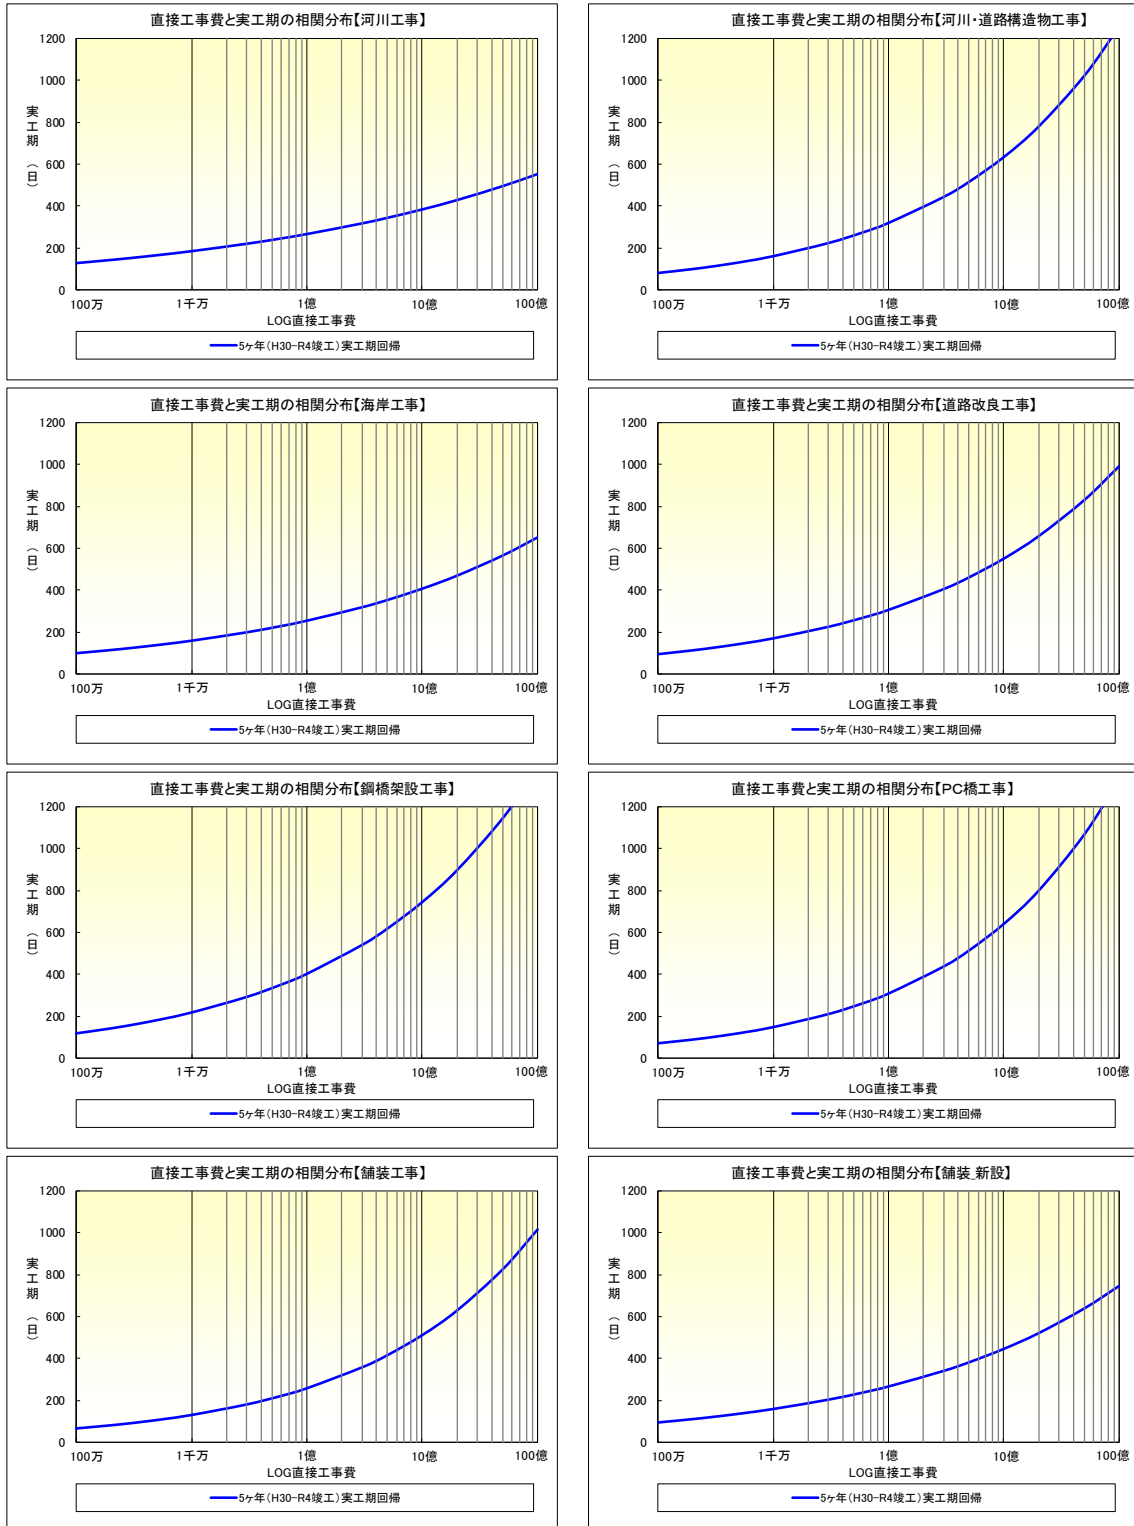 直接工事費と実工期の相関分布【河川工事】
1200
1000
800
600
400
200
0
実工期（日）
100万 1千万 1億 10億 100億
LOG直接工事費
5ヶ年（H30-R4竣工）実工期回帰
直接工事費と実工期の相関分布【河川・道路構造物工事】
1200
1000
800
600
400
200
0
実工期（日）
100万 1千万 1億 10億 100億
LOG直接工事費
5ヶ年（H30-R4竣工）実工期回帰
直接工事費と実工期の相関分布【海岸工事】
1200
1000
800
600
400
200
0
実工期（日）
100万 1千万 1億 10億 100億
LOG直接工事費
5ヶ年（H30-R4竣工）実工期回帰
直接工事費と実工期の相関分布【道路改良工事】
1200
1000
800
600
400
200
0
実工期（日）
100万 1千万 1億 10億 100億
LOG直接工事費
5ヶ年（H30-R4竣工）実工期回帰
直接工事費と実工期の相関分布【鋼橋架設工事】
1200
1000
800
600
400
200
0
実工期（日）
100万 1千万 1億 10億 100億
LOG直接工事費
5ヶ年（H30-R4竣工）実工期回帰
直接工事費と実工期の相関分布【PC橋工事】
1200
1000
800
600
400
200
0
実工期（日）
100万 1千万 1億 10億 100億
LOG直接工事費
5ヶ年（H30-R4竣工）実工期回帰
直接工事費と実工期の相関分布【舗装工事】
1200
1000
800
600
400
200
0
実工期（日）
100万 1千万 1億 10億 100億
LOG直接工事費
5ヶ年（H30-R4竣工）実工期回帰
直接工事費と実工期の相関分布【舗装_新設】
1200
1000
800
600
400
200
0
実工期（日）
100万 1千万 1億 10億 100億
LOG直接工事費
5ヶ年（H30-R4竣工）実工期回帰